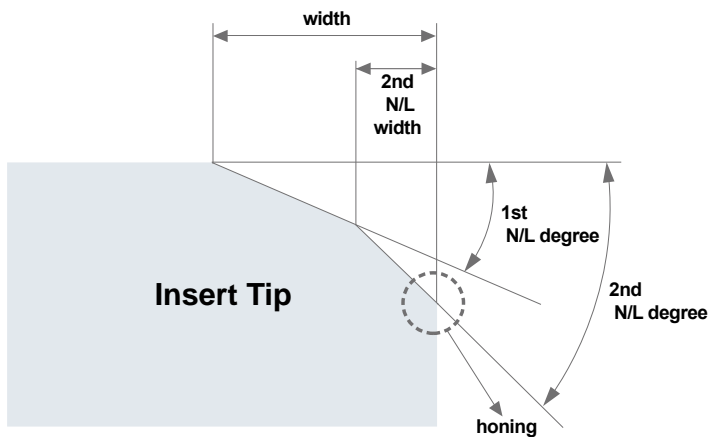 width
2nd
N/L
width
1st
N/L degree
2nd
N/L degree
Insert Tip
honing